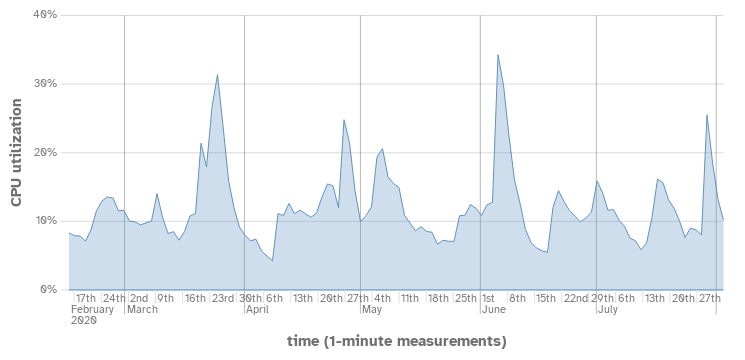 40%
30%
20%
10%
0%
CPU utilization
17th 24th 2nd 9th 16th 23rd 30th 6th 13th 20th 27th 4th 11th 18th 25th 1st 8th 15th 22nd 29th 6th 13th 20th 27th
February March April May June July
2020
time (1-minute measurements)